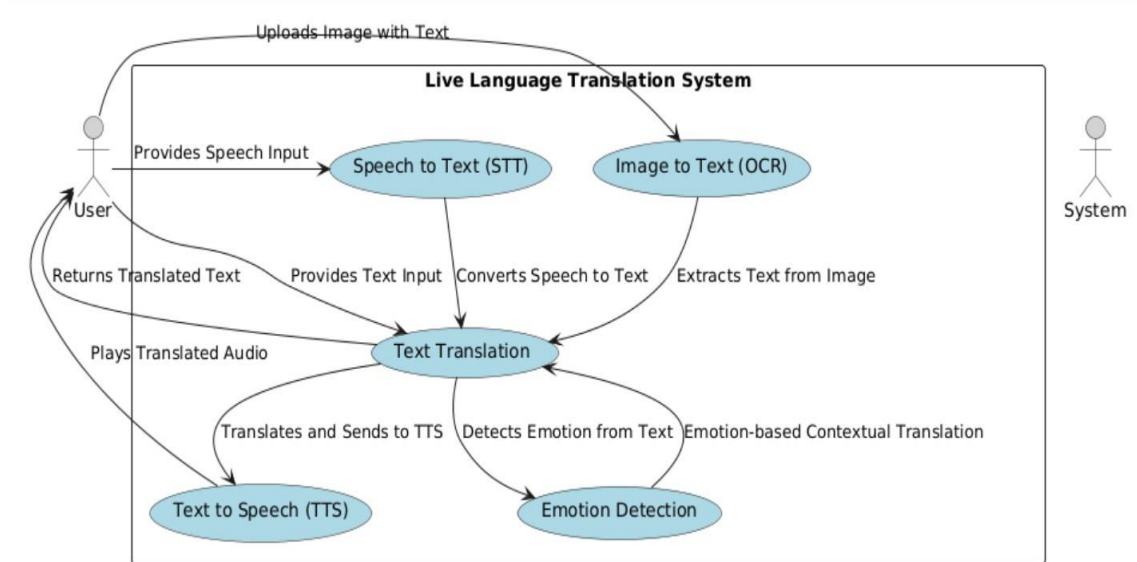 Uploads Image with Text
Live Language Translation System
Provides Speech Input
Speech to Text (STT)
Image to Text (OCR)
User
System
Returns Translated Text
Provides Text Input
Converts Speech to Text
Extracts Text from Image
Plays Translated Audio
Text Translation
Translates and Sends to TTS
Detects Emotion from Text
Emotion-based Contextual Translation
Text to Speech (TTS)
Emotion Detection